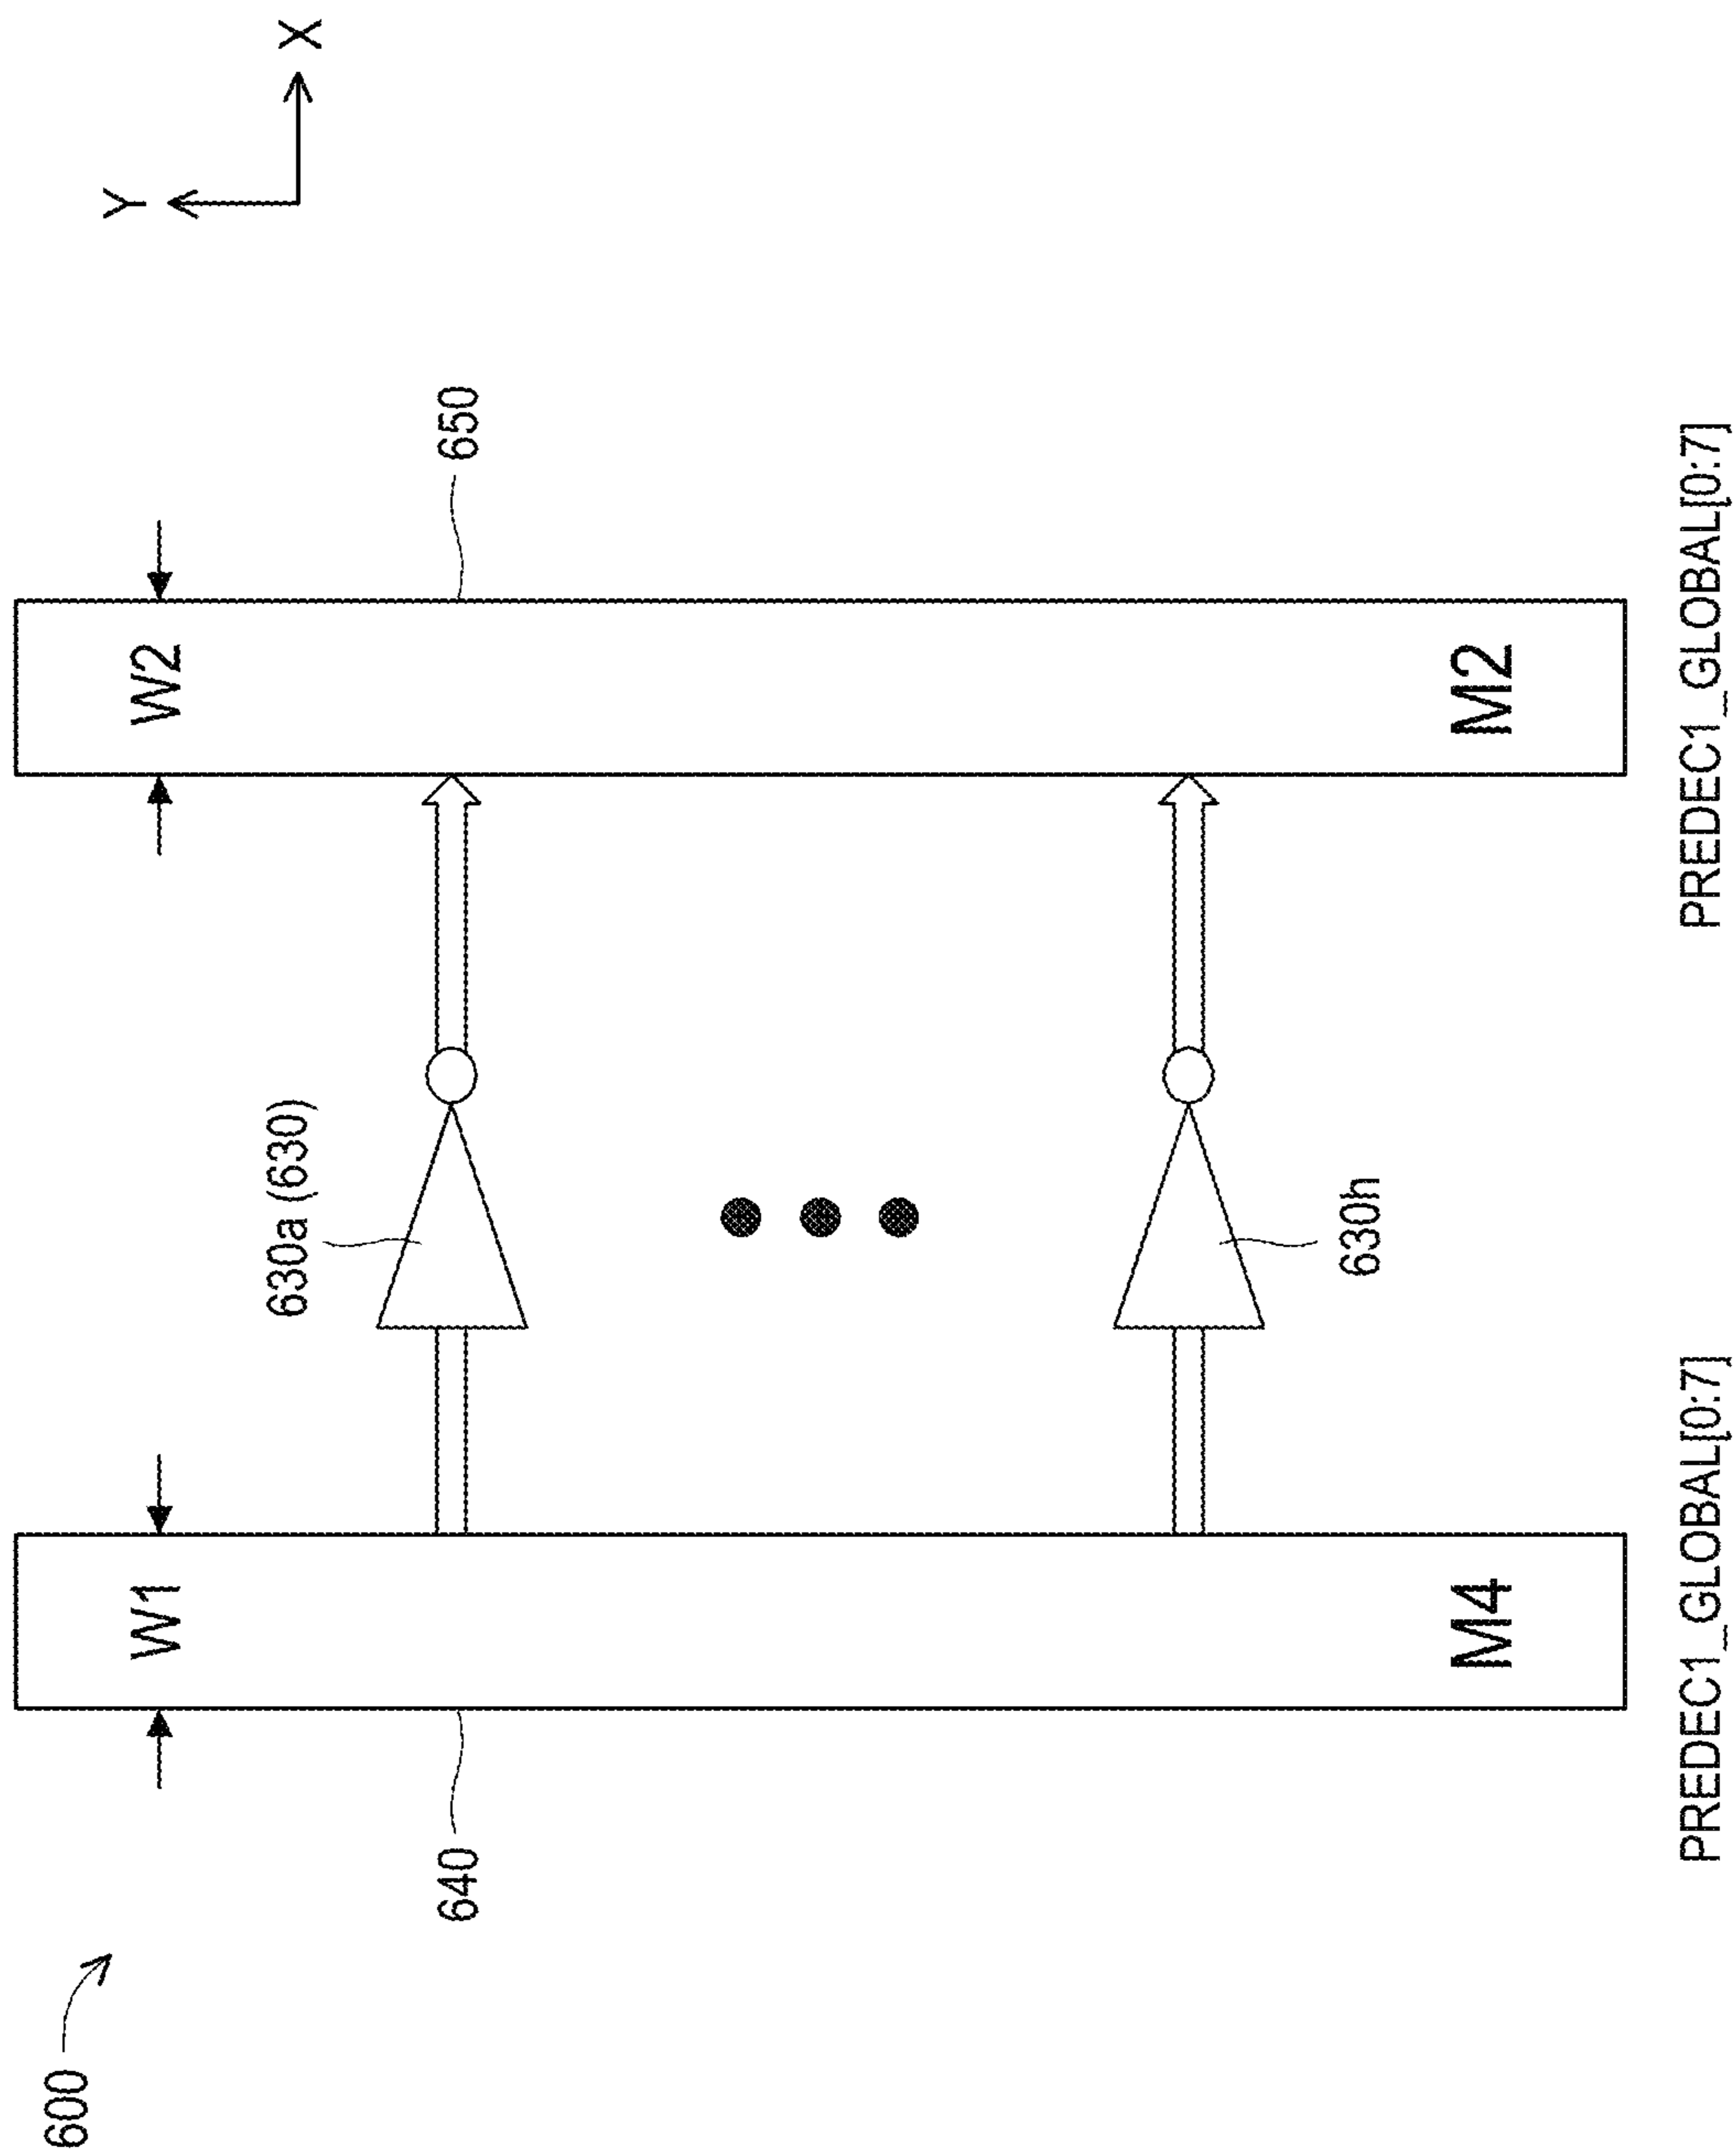 600
Y
W1
W2
630a (630)
X
640
650
630h
M4
M2
PREDEC1_GLOBAL[0:7]
PREDEC1_GLOBAL[0:7]